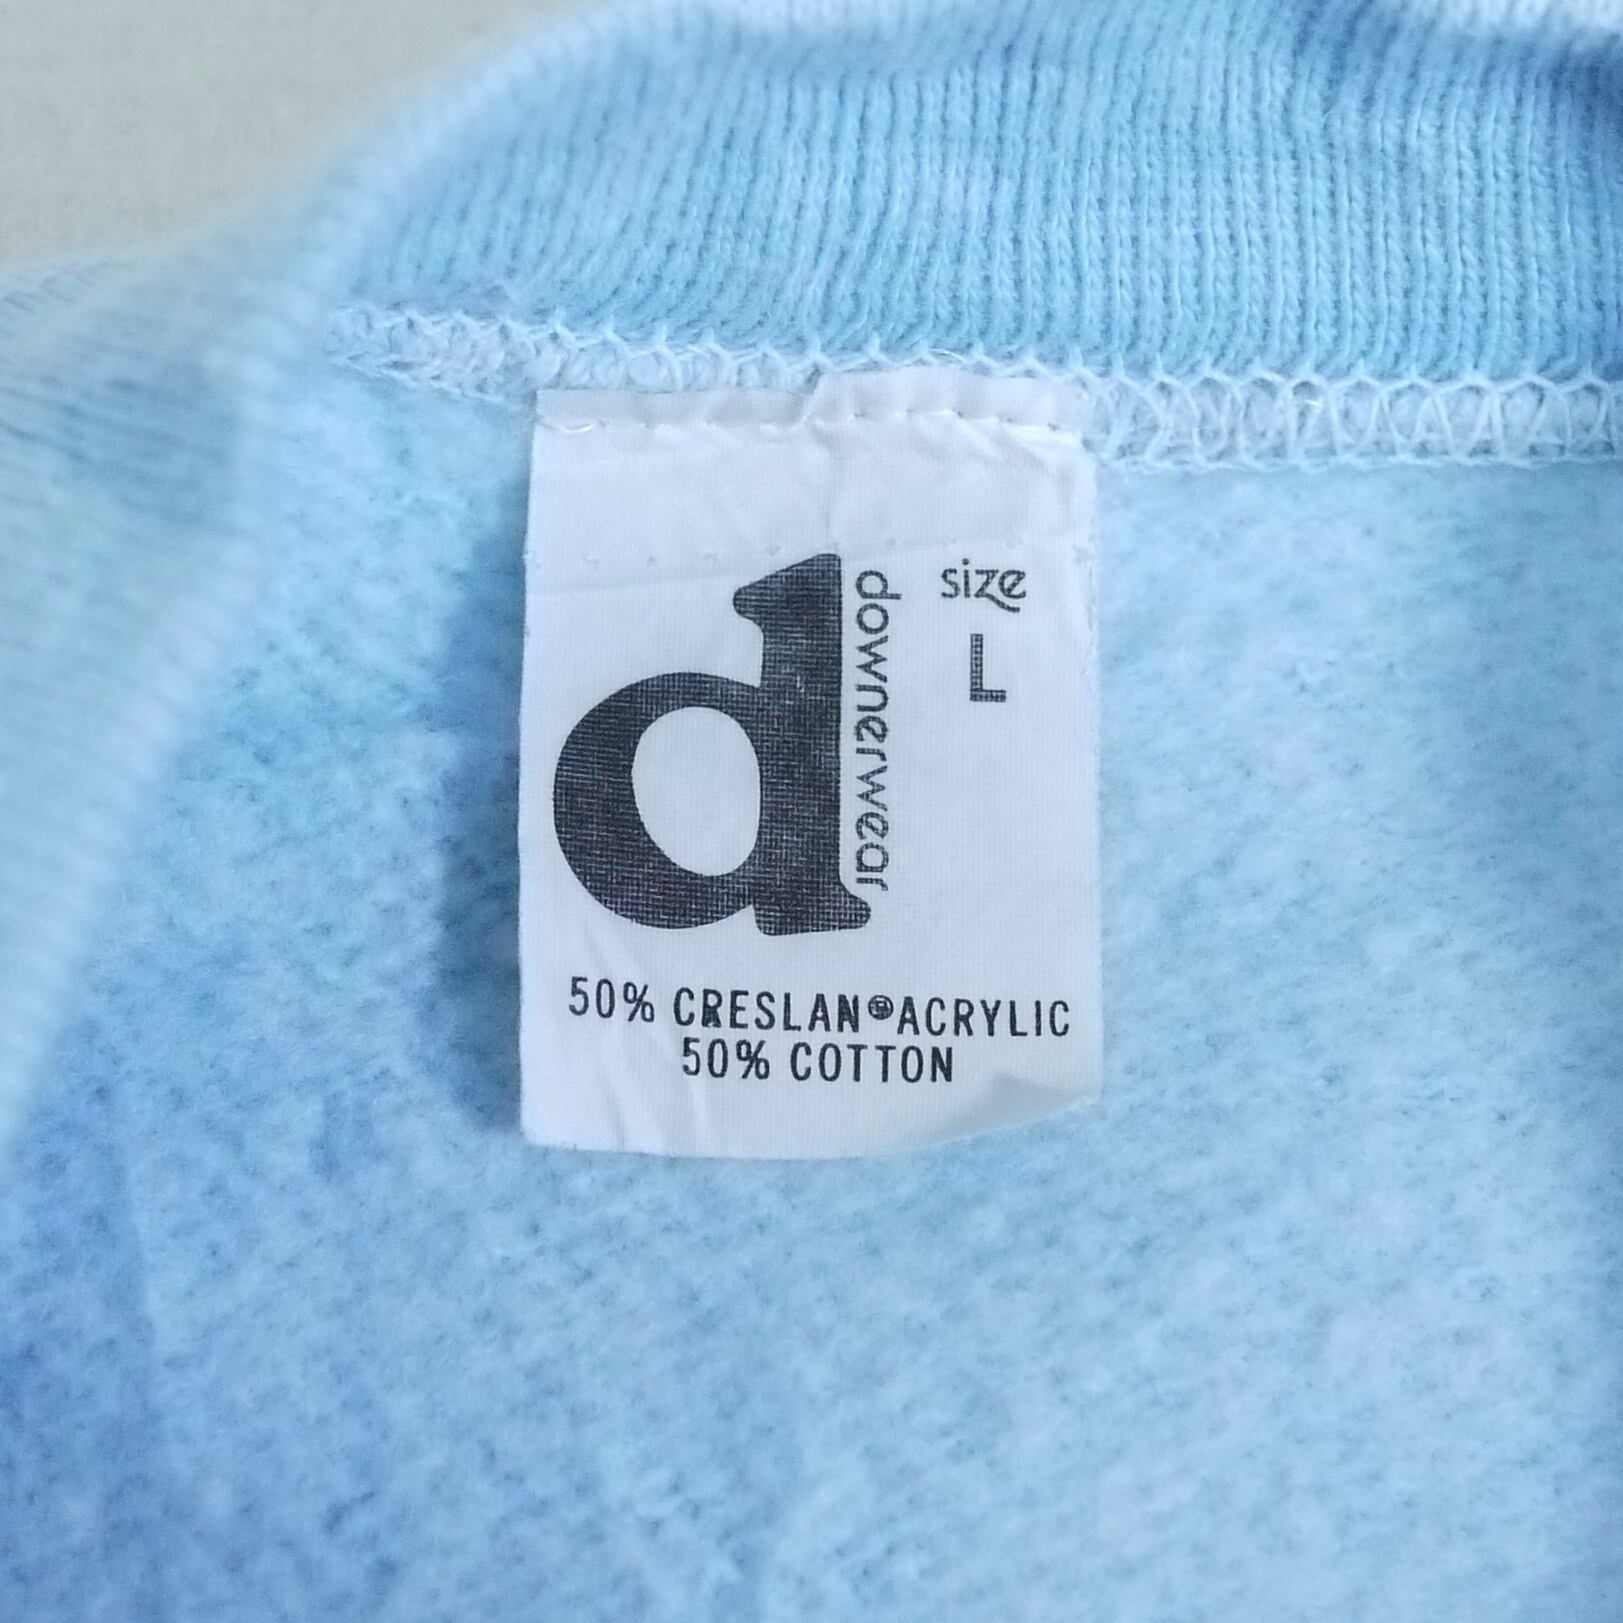 d
downerwear
size
L
50% CRESLAN® ACRYLIC
50% COTTON